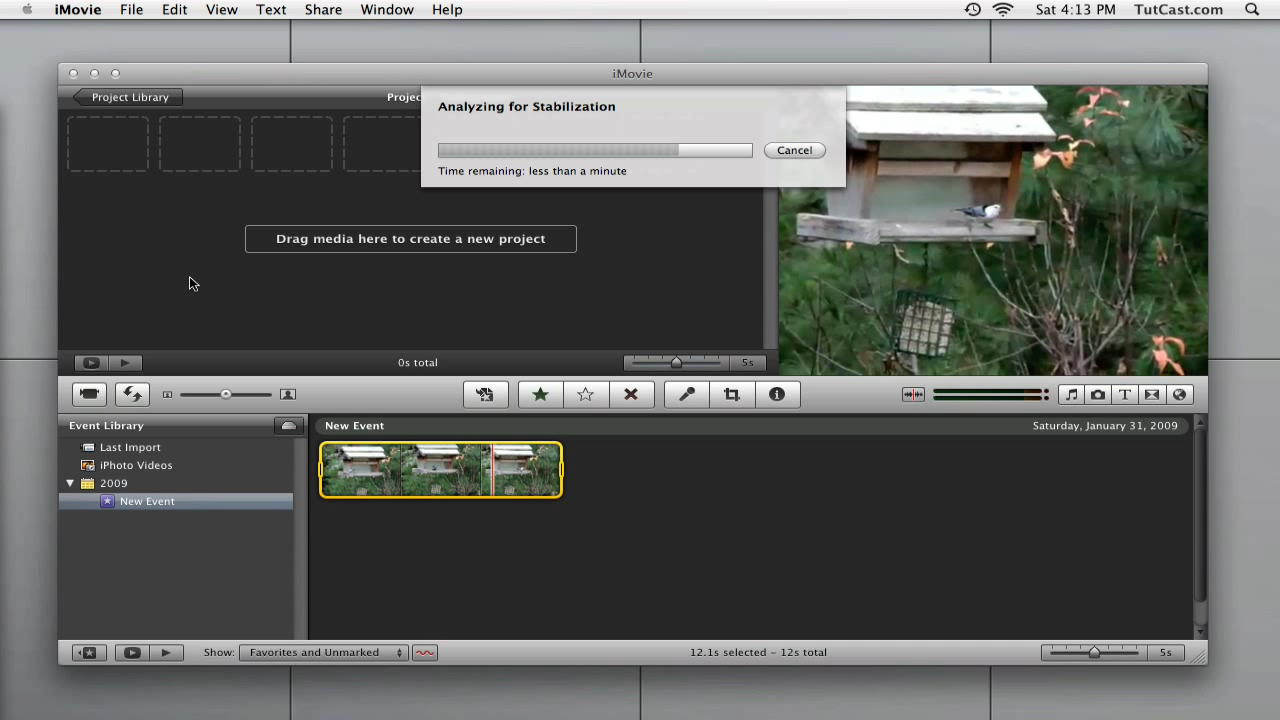 iMovie File Edit View Text Share Window Help Sat 4:13 PM TutCast.com
iMovie
Project Library Projec
Analyzing for Stabilization
Cancel
Time remaining: less than a minute
Drag media here to create a new project
0s total 5s
Event Library
Last Import
iPhoto Videos
2009
New Event
New Event Saturday, January 31, 2009
Show: Favorites and Unmarked 12.1s selected – 12s total 5s